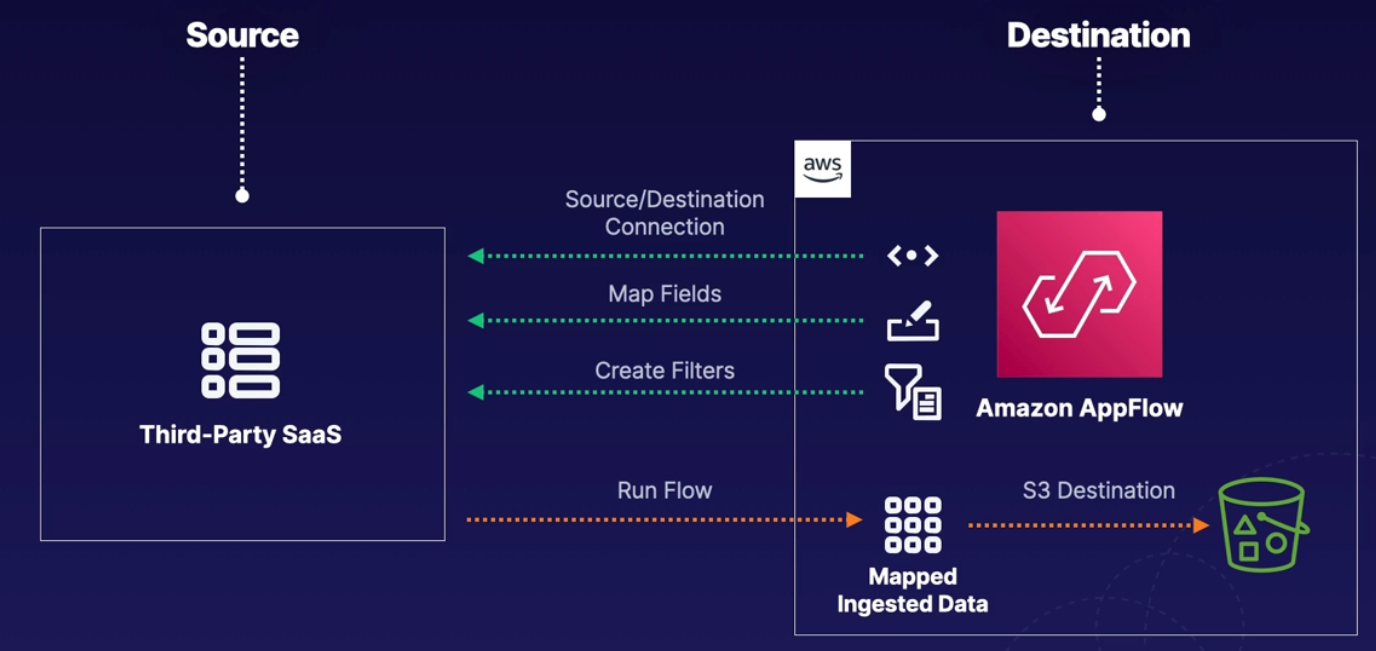 Source
Destination
aws
Source/Destination
Connection
Map Fields
Create Filters
Third-Party SaaS
Amazon AppFlow
Run Flow
S3 Destination
Mapped
Ingested Data